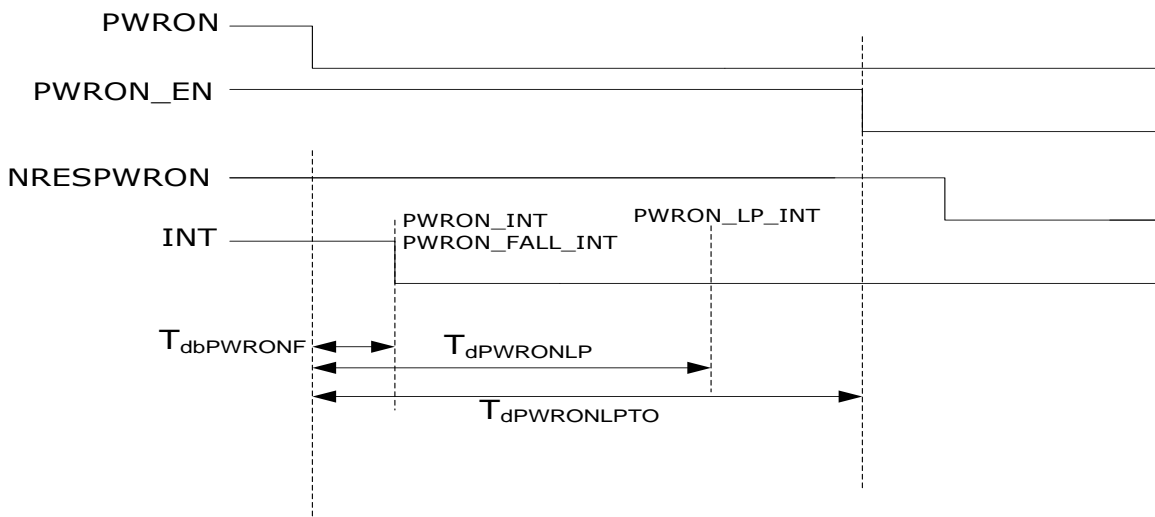 PWRON
PWRON_EN
NRESPWRON
PWRON_INT
PWRON_LP_INT
INT
PWRON_FALL_INT
TdbPWRONF
TdPWRONLP
TdPWRONLPTO